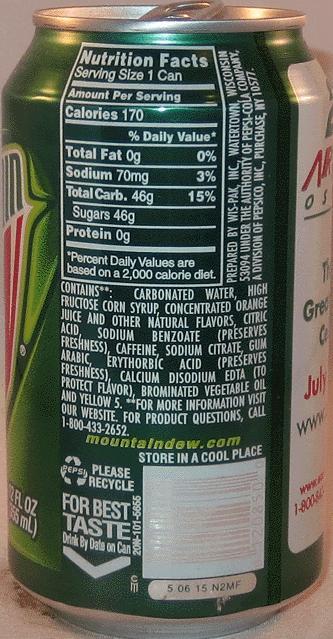 Nutrition Facts
Serving Size 1 Can
Amount Per Serving
Calories 170
% Daily Value*
Total Fat 0g 0%
Sodium 70mg 3%
Total Carb. 46g 15%
Sugars 46g
Protein 0g
*Percent Daily Values are
based on a 2,000 calorie diet.
PREPARED BY WIS-PAK, INC., WATERTOWN, WISCONSIN
53094 UNDER THE AUTHORITY OF PEPSI-COLA COMPANY,
A DIVISION OF PEPSICO, INC., PURCHASE, NY 10577.
CONTAINS**: CARBONATED WATER, HIGH
FRUCTOSE CORN SYRUP, CONCENTRATED ORANGE
JUICE AND OTHER NATURAL FLAVORS, CITRIC
ACID, SODIUM BENZOATE (PRESERVES
FRESHNESS), CAFFEINE, SODIUM CITRATE, GUM
ARABIC, ERYTHORBIC ACID (PRESERVES
FRESHNESS), CALCIUM DISODIUM EDTA (TO
PROTECT FLAVOR), BROMINATED VEGETABLE OIL
AND YELLOW 5. **FOR MORE INFORMATION VISIT
OUR WEBSITE. FOR PRODUCT QUESTIONS, CALL
1-800-433-2652.
mountaindew.com
STORE IN A COOL PLACE
PEPSI
PLEASE
RECYCLE
FOR BEST
TASTE
Drink By Date on Can
20N-101-5655
5 06 15 N2MF
FL OZ
mL)
July
www.
1-800-